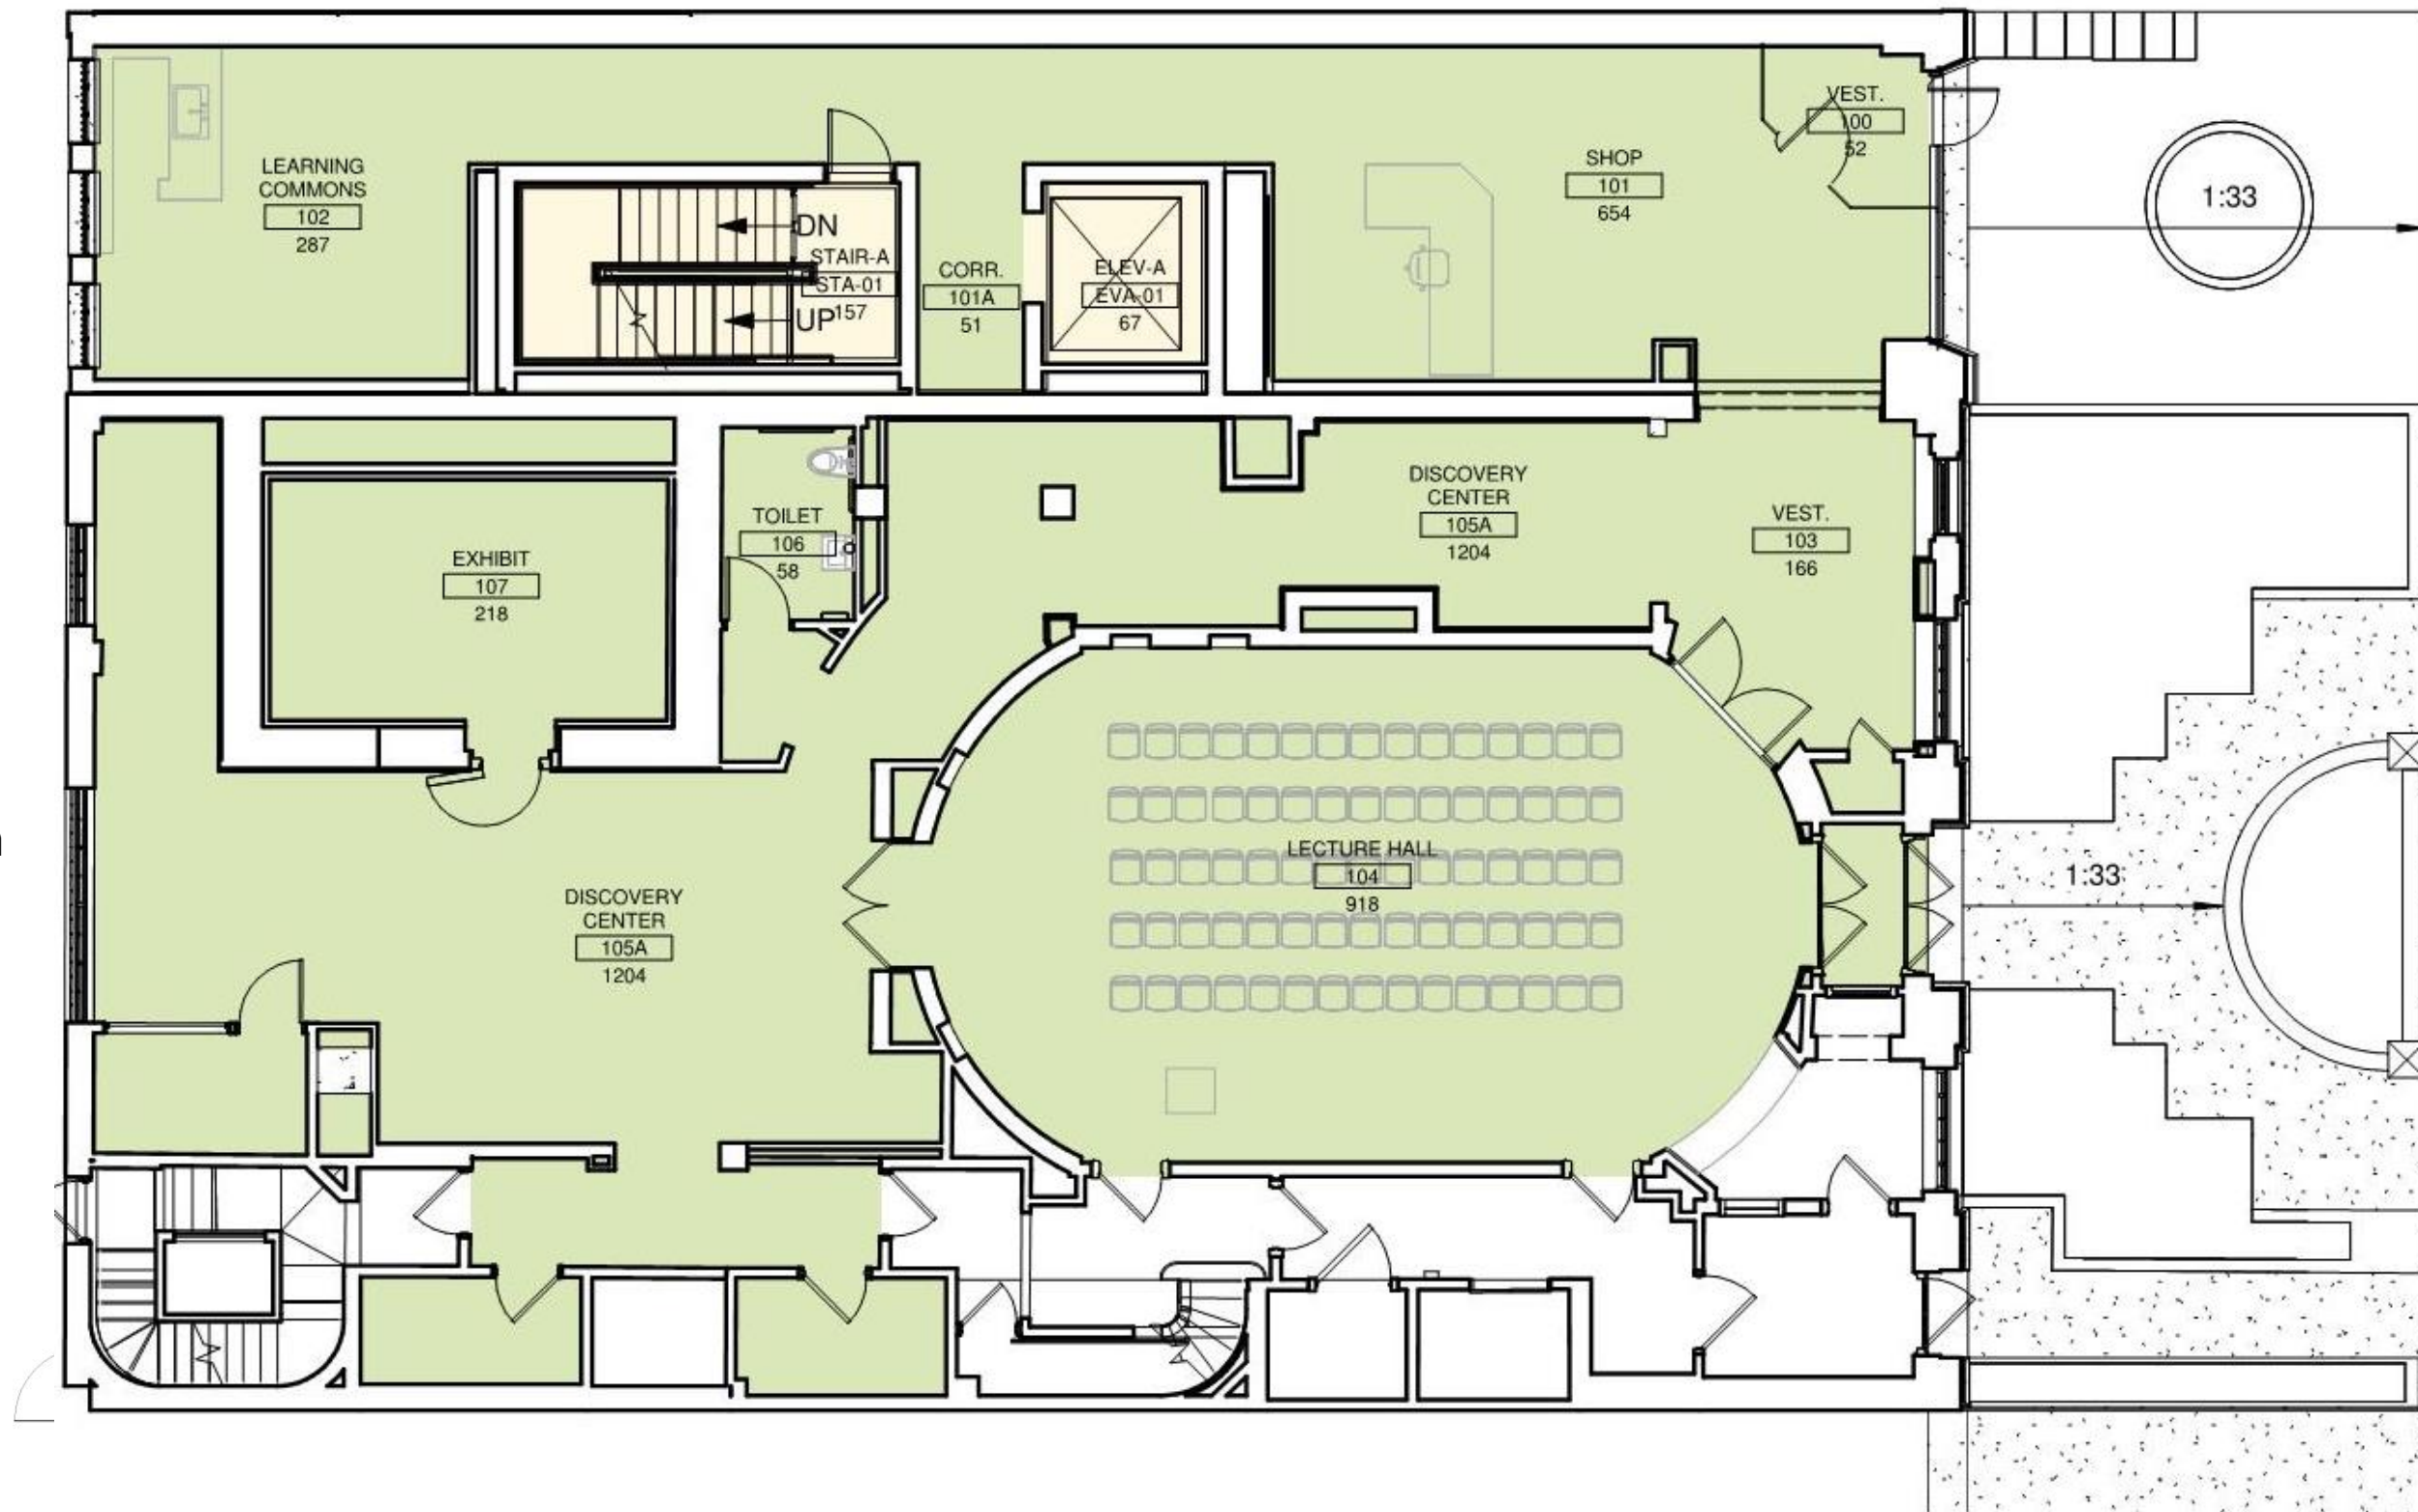 VEST.
100
52
LEARNING
COMMONS
102
287
SHOP
101
654
1:33
DN
STAIR-A
STA-01
UP 157
CORR.
101A
51
ELEV-A
EVA-01
67
DISCOVERY
CENTER
105A
1204
TOILET
106
58
VEST.
103
166
EXHIBIT
107
218
LECTURE HALL
104
918
1:33
DISCOVERY
CENTER
105A
1204